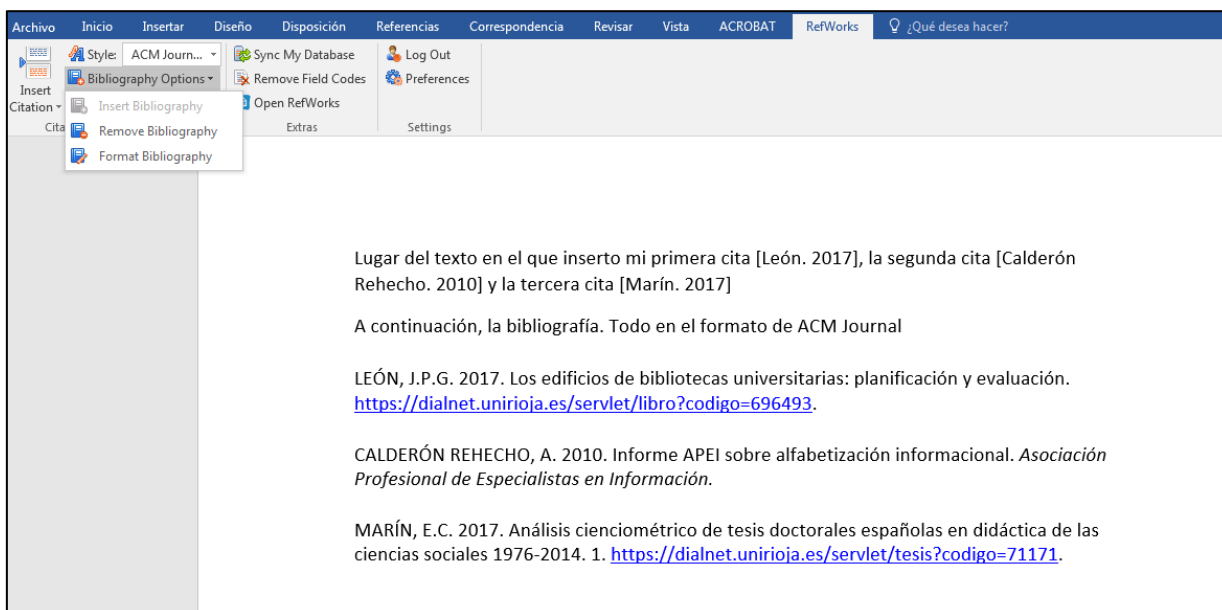 Archivo Inicio Insertar Diseño Disposición Referencias Correspondencia Revisar Vista ACROBAT RefWorks ¿Qué desea hacer?
Style: ACM Journ... Sync My Database Log Out
Bibliography Options Remove Field Codes Preferences
Insert
Citation Insert Bibliography Open RefWorks
Cita Remove Bibliography Extras Settings
Format Bibliography
Lugar del texto en el que inserto mi primera cita [León. 2017], la segunda cita [Calderón
Rehecho. 2010] y la tercera cita [Marín. 2017]
A continuación, la bibliografía. Todo en el formato de ACM Journal
LEÓN, J.P.G. 2017. Los edificios de bibliotecas universitarias: planificación y evaluación.
https://dialnet.unirioja.es/servlet/libro?codigo=696493.
CALDERÓN REHECHO, A. 2010. Informe APEI sobre alfabetización informacional. Asociación
Profesional de Especialistas en Información.
MARÍN, E.C. 2017. Análisis cienciométrico de tesis doctorales españolas en didáctica de las
ciencias sociales 1976-2014. 1. https://dialnet.unirioja.es/servlet/tesis?codigo=71171.